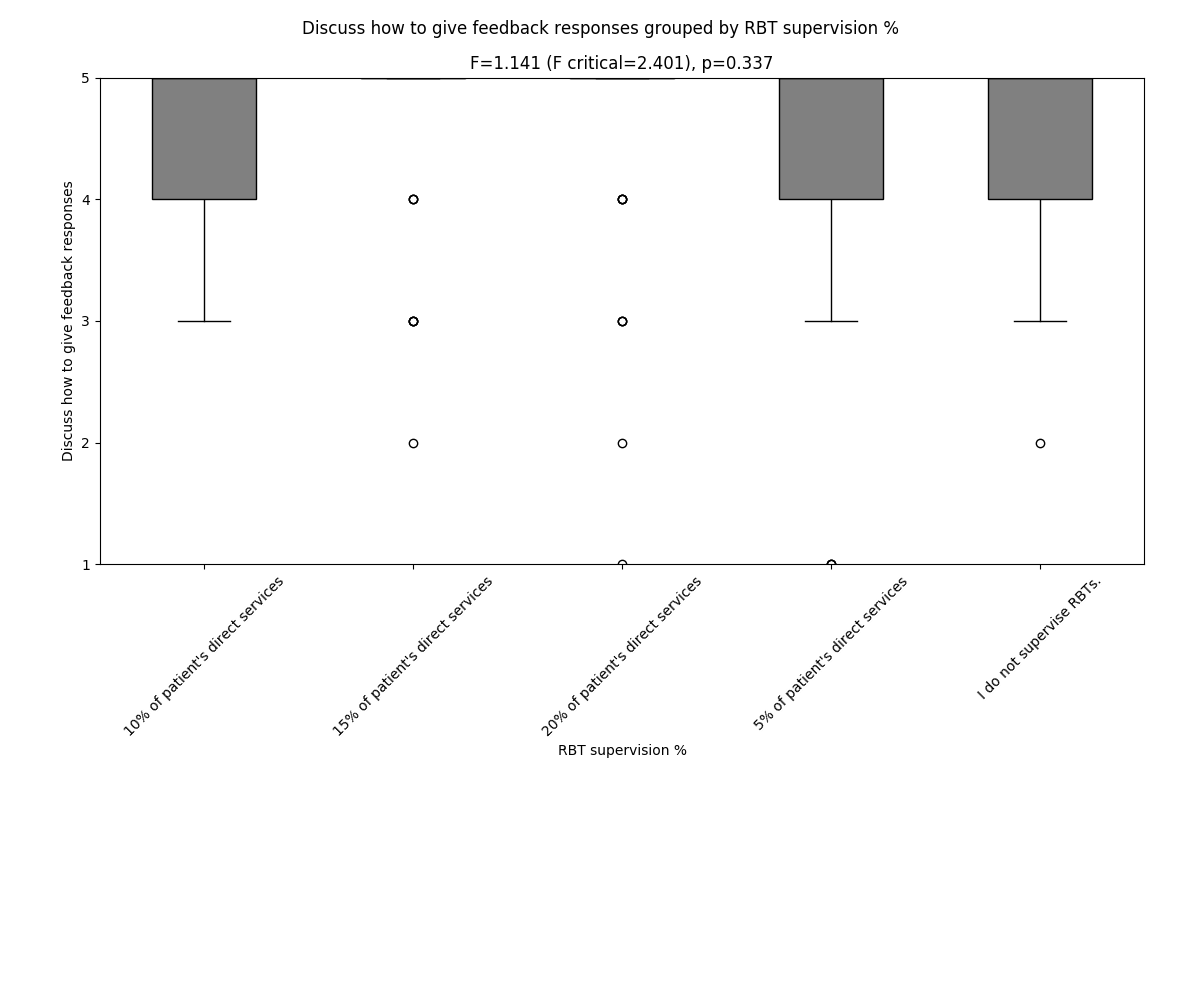 Discuss how to give feedback responses grouped by RBT supervision %
F=1.141 (F critical=2.401), p=0.337
Discuss how to give feedback responses
5
4
3
2
1
10% of patient's direct services
15% of patient's direct services
20% of patient's direct services
5% of patient's direct services
I do not supervise RBTs.
RBT supervision %